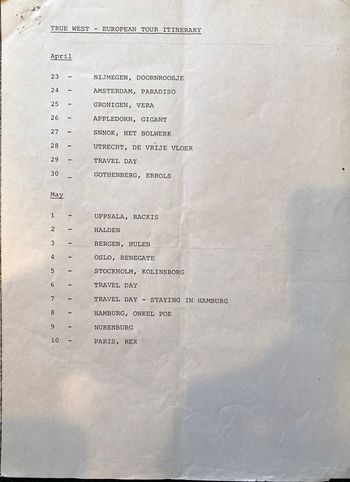 TRUE WEST - EUROPEAN TOUR ITINERARY
April
23 - NIJMEGEN, DOORNROOSJE
24 - AMSTERDAM, PARADISO
25 - GRONIGEN, VERA
26 - APPLEDORN, GIGANT
27 - SNNOK, HET BOLWERK
28 - UTRECHT, DE VRIJE VLOER
29 - TRAVEL DAY
30 _ GOTHENBERG, ERROLS
May
1 - UPPSALA, RACKIS
2 - HALDEN
3 - BERGEN, HULEN
4 - OSLO, RENEGATE
5 - STOCKHOLM, KOLINSBORG
6 - TRAVEL DAY
7 - TRAVEL DAY - STAYING IN HAMBURG
8 - HAMBURG, ONKEL POE
9 - NURENBURG
10 - PARIS, REX